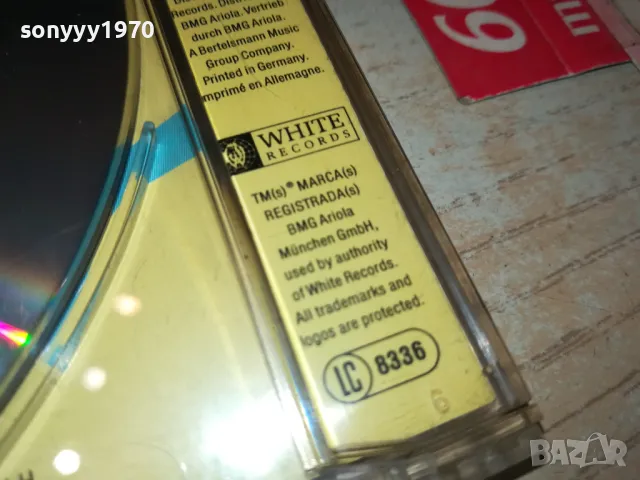 sonyyy1970
Records.
BMG Ariola. Vertrieb
durch BMG Ariola.
A Bertelsmann Music
Group Company.
Printed in Germany.
Imprimé en Allemagne.
WHITE
RECORDS
TM(s)® MARCA(s)
REGISTRADA(s)
BMG Ariola
München GmbH,
used by authority
of White Records.
All trademarks and
logos are protected.
LC 8336
6
BAZAR
bg